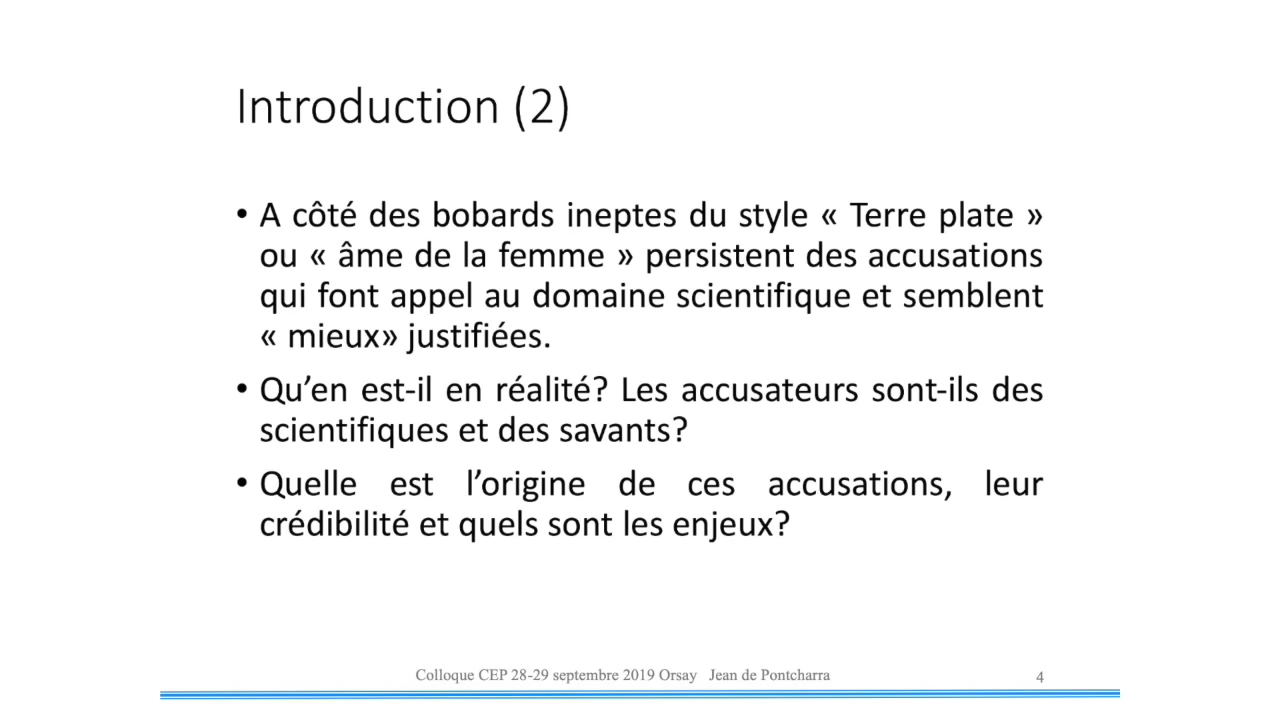 Introduction (2)
• A côté des bobards ineptes du style « Terre plate »
ou « âme de la femme » persistent des accusations
qui font appel au domaine scientifique et semblent
« mieux» justifiées.
• Qu’en est-il en réalité? Les accusateurs sont-ils des
scientifiques et des savants?
• Quelle est l’origine de ces accusations, leur
crédibilité et quels sont les enjeux?
Colloque CEP 28-29 septembre 2019 Orsay Jean de Pontcharra
4